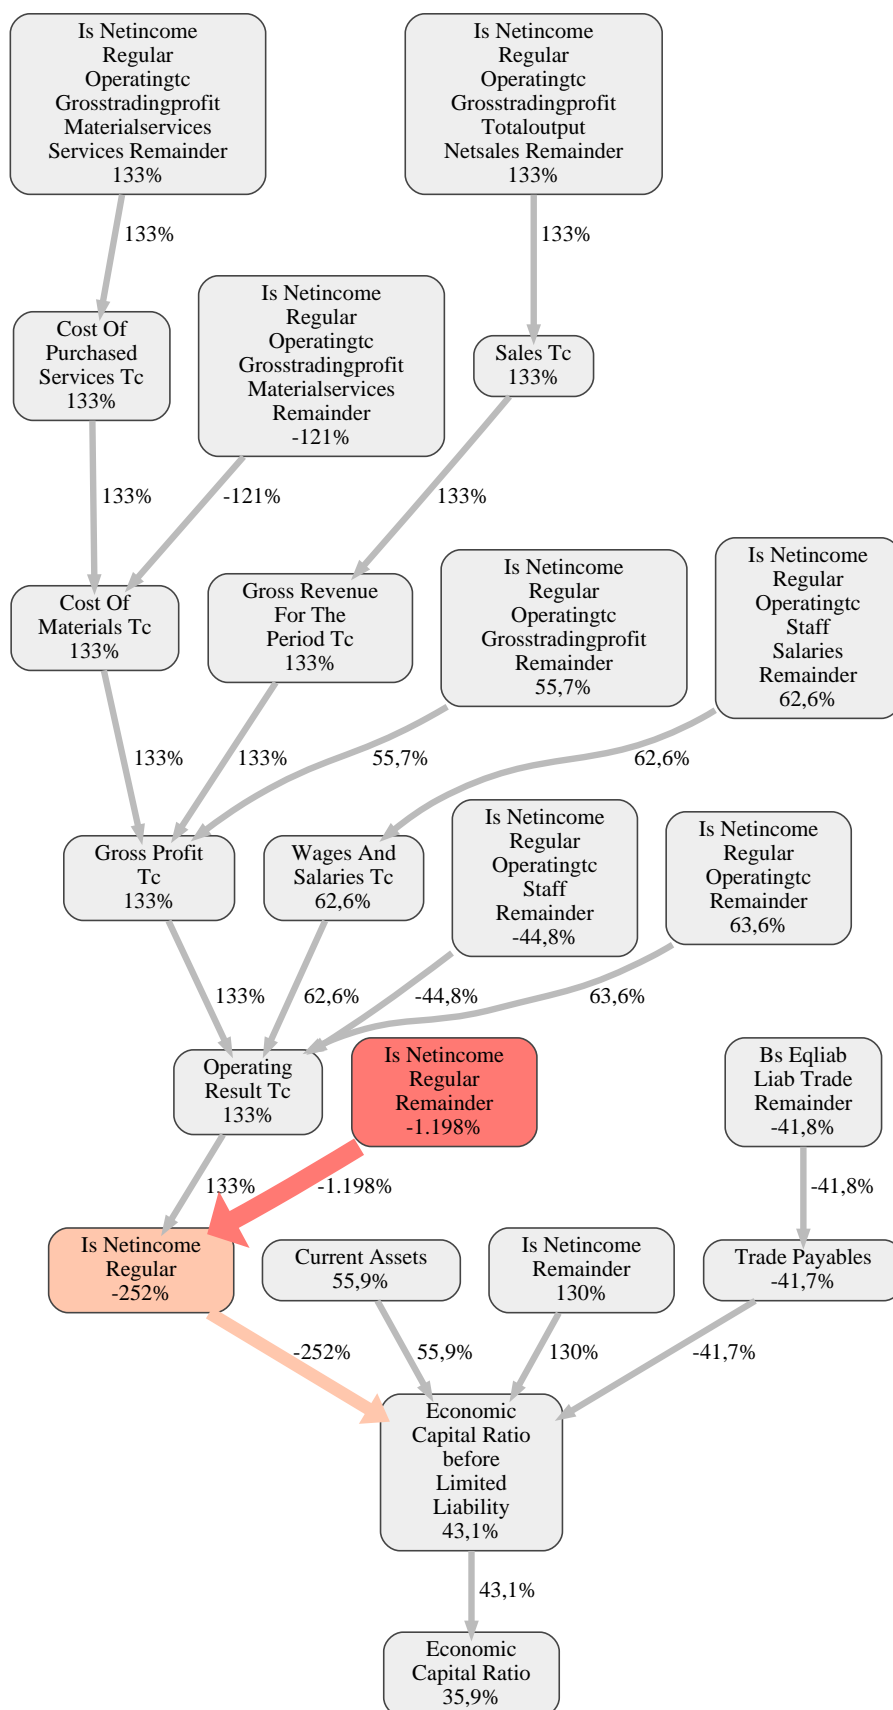 Is Netincome
Regular
Operatingtc
Grosstradingprofit
Materialservices
Services Remainder
133%
Is Netincome
Regular
Operatingtc
Grosstradingprofit
Totaloutput
Netsales Remainder
133%
133%
133%
Cost Of
Purchased
Services Tc
133%
Is Netincome
Regular
Operatingtc
Grosstradingprofit
Materialservices
Remainder
-121%
Sales Tc
133%
133%
-121%
133%
Cost Of
Materials Tc
133%
Gross Revenue
For The
Period Tc
133%
Is Netincome
Regular
Operatingtc
Grosstradingprofit
Remainder
55,7%
Is Netincome
Regular
Operatingtc
Staff
Salaries
Remainder
62,6%
133%
133%
55,7%
62,6%
Gross Profit
Tc
133%
Wages And
Salaries Tc
62,6%
Is Netincome
Regular
Operatingtc
Staff
Remainder
-44,8%
Is Netincome
Regular
Operatingtc
Remainder
63,6%
133%
62,6%
-44,8%
63,6%
Operating
Result Tc
133%
Is Netincome
Regular
Remainder
-1.198%
Bs Eqliab
Liab Trade
Remainder
-41,8%
133%
-1.198%
-41,8%
Is Netincome
Regular
-252%
Current Assets
55,9%
Is Netincome
Remainder
130%
Trade Payables
-41,7%
-252%
55,9%
130%
-41,7%
Economic
Capital Ratio
before
Limited
Liability
43,1%
43,1%
Economic
Capital Ratio
35,9%